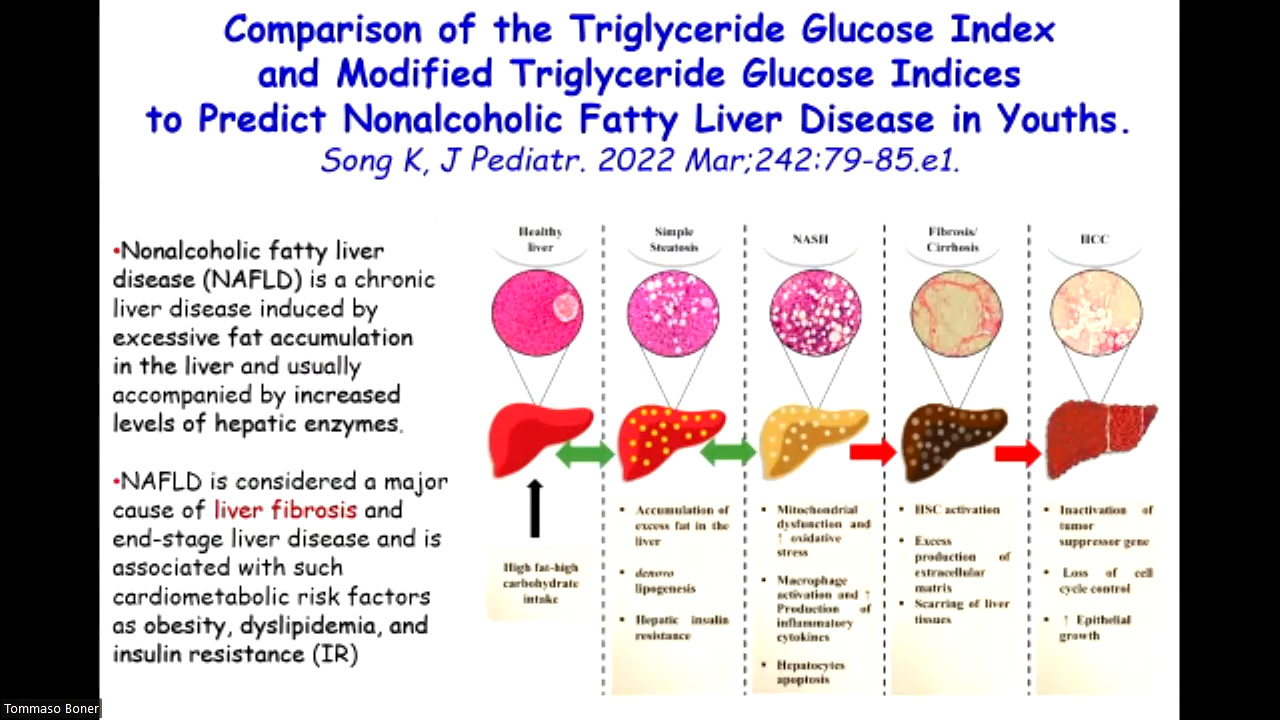 Comparison of the Triglyceride Glucose Index
and Modified Triglyceride Glucose Indices
to Predict Nonalcoholic Fatty Liver Disease in Youths.
Song K, J Pediatr. 2022 Mar;242:79-85.e1.
•Nonalcoholic fatty liver
disease (NAFLD) is a chronic
liver disease induced by
excessive fat accumulation
in the liver and usually
accompanied by increased
levels of hepatic enzymes.
•NAFLD is considered a major
cause of liver fibrosis and
end-stage liver disease and is
associated with such
cardiometabolic risk factors
as obesity, dyslipidemia, and
insulin resistance (IR)
Healthy
liver
High fat-high
carbohydrate
intake
Simple
Steatosis
• Accumulation of
excess fat in the
liver
• denovo
lipogenesis
• Hepatic insulin
resistance
NASH
• Mitochondrial
dysfunction and
↑ oxidative
stress
• Macrophage
activation and ↑
Production of
inflammatory
cytokines
• Hepatocytes
apoptosis
Fibrosis/
Cirrhosis
• HSC activation
• Excess
production of
extracellular
matrix
• Scarring of liver
tissues
HCC
• Inactivation of
tumor
suppressor gene
• Loss of cell
cycle control
• ↑ Epithelial
growth
Tommaso Boner